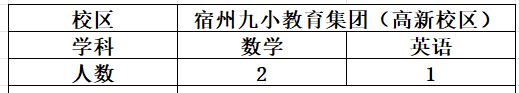 校区 宿州九小教育集团（高新校区）
学科 数学 英语
人数 2 1